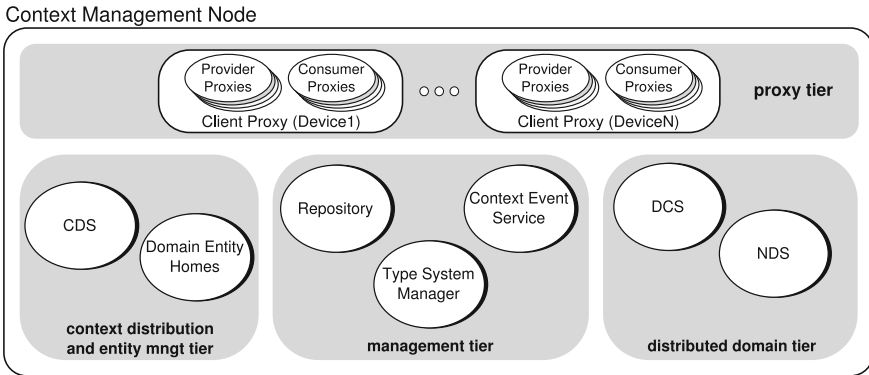 Context Management Node
Provider
Proxies
Consumer
Proxies
Client Proxy (Device1)
Provider
Proxies
Consumer
Proxies
Client Proxy (DeviceN)
proxy tier
CDS
Domain Entity
Homes
context distribution
and entity mngt tier
Repository
Context Event
Service
Type System
Manager
management tier
DCS
NDS
distributed domain tier